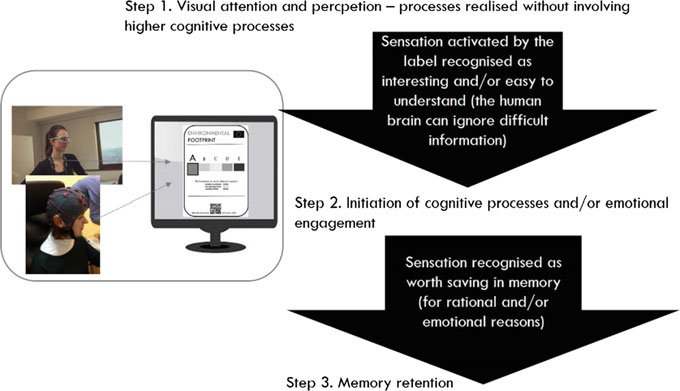 Step 1. Visual attention and percpetion – processes realised without involving
higher cognitive processes
Sensation activated by the
label recognised as
interesting and/or easy to
understand (the human
brain can ignore difficult
information)
ENVIRONMENTAL
FOOTPRINT
A B C D E
Step 2. Initiation of cognitive processes and/or emotional
engagement
Sensation recognised as
worth saving in memory
(for rational and/or
emotional reasons)
Step 3. Memory retention